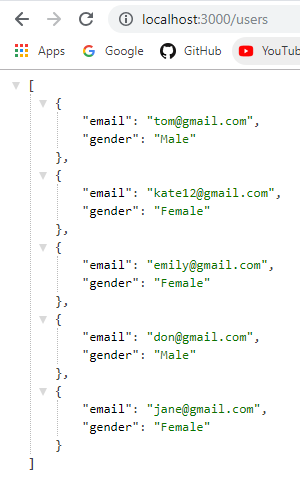 localhost:3000/users
Apps G Google GitHub YouTub
[
{
"email": "tom@gmail.com",
"gender": "Male"
},
{
"email": "kate12@gmail.com",
"gender": "Female"
},
{
"email": "emily@gmail.com",
"gender": "Female"
},
{
"email": "don@gmail.com",
"gender": "Male"
},
{
"email": "jane@gmail.com",
"gender": "Female"
}
]